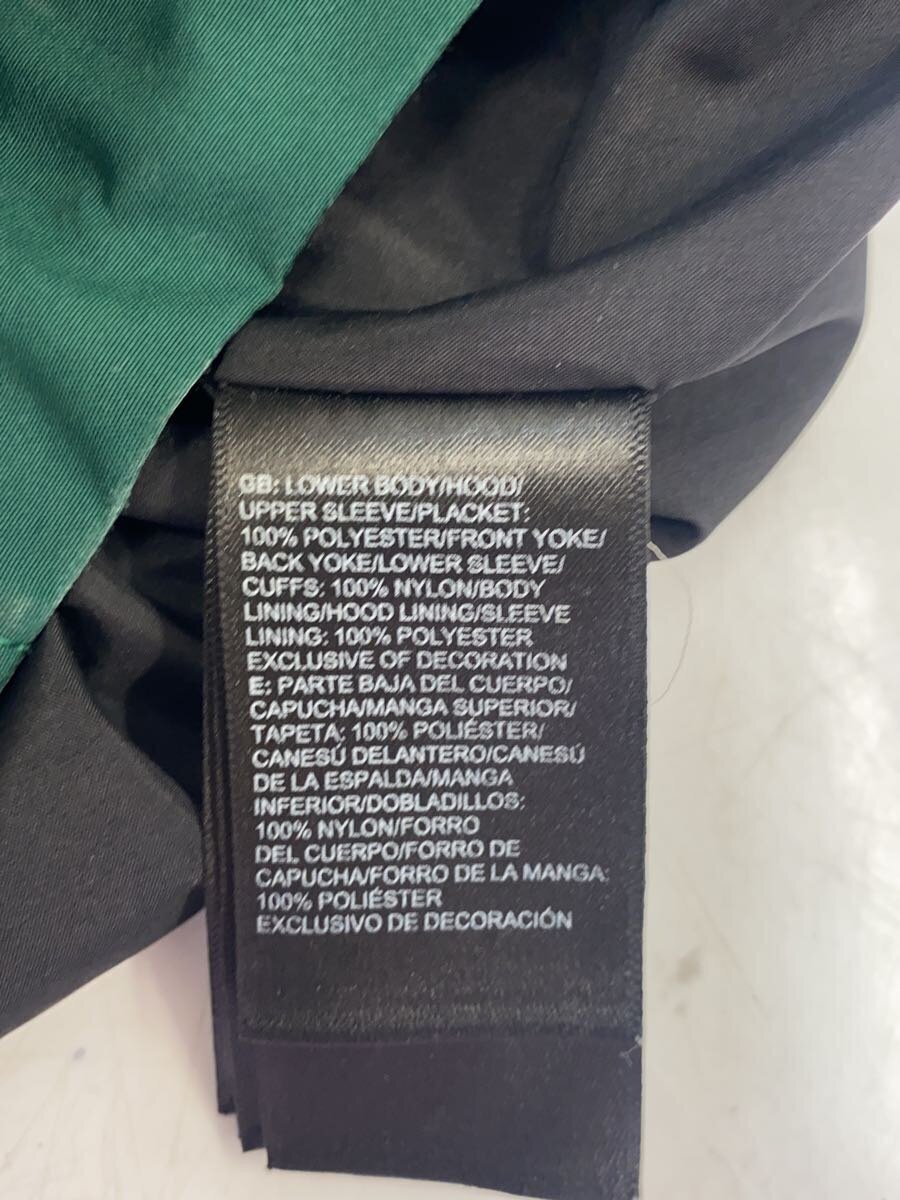 GB: LOWER BODY/HOOD/
UPPER SLEEVE/PLACKET:
100% POLYESTER/FRONT YOKE/
BACK YOKE/LOWER SLEEVE/
CUFFS: 100% NYLON/BODY
LINING/HOOD LINING/SLEEVE
LINING: 100% POLYESTER
EXCLUSIVE OF DECORATION
E: PARTE BAJA DEL CUERPO/
CAPUCHA/MANGA SUPERIOR/
TAPETA: 100% POLIÉSTER/
CANESÚ DELANTERO/CANESÚ
DE LA ESPALDA/MANGA
INFERIOR/DOBLADILLOS:
100% NYLON/FORRO
DEL CUERPO/FORRO DE
CAPUCHA/FORRO DE LA MANGA:
100% POLIÉSTER
EXCLUSIVO DE DECORACIÓN